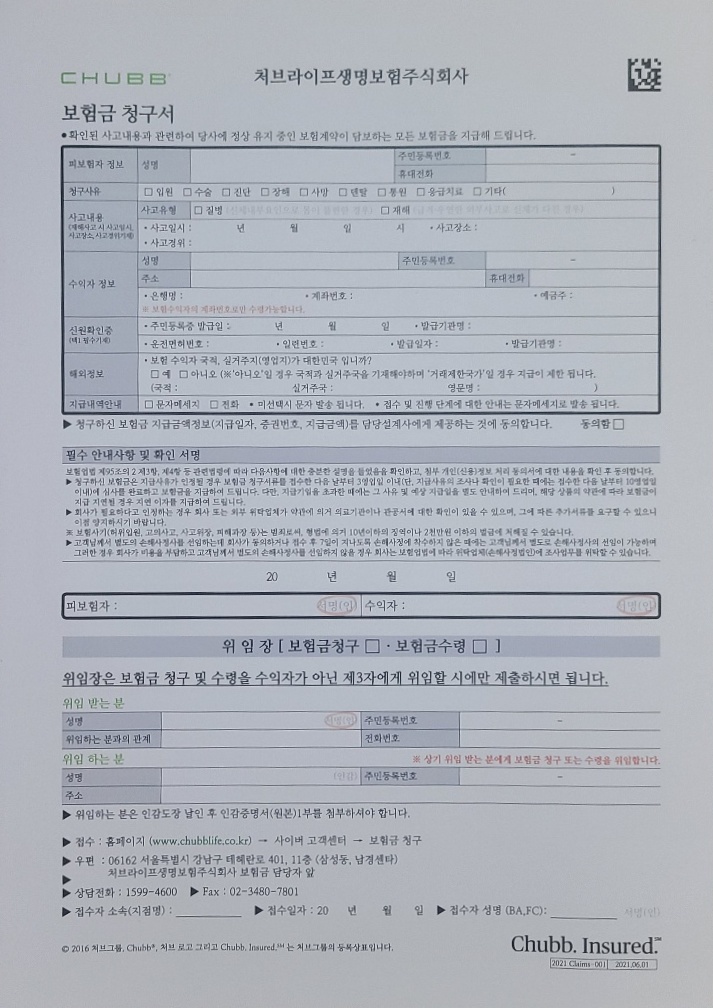 CHUBB®
처브라이프생명보험주식회사
보험금 청구서
●확인된 사고내용과 관련하여 당사에 정상 유지 중인 보험계약이 담보하는 모든 보험금을 지급해 드립니다.
피보험자 정보 성명 주민등록번호 –
휴대전화
청구사유 □ 입원 □ 수술 □ 진단 □ 장해 □ 사망 □ 렌탈 □ 통원 □ 응급치료 □ 기타( )
사고내용 (재해사고 시 사고일시, 사고장소, 사고경위기재) 사고유형 □ 질병 □ 재해
• 사고일시 : 년 월 일 시 • 사고장소 :
• 사고경위 :
수익자 정보 성명 주민등록번호 –
주소 휴대전화
• 은행명 : • 계좌번호 : • 예금주 :
※ 보험수익자의 계좌번호로만 수령가능합니다.
신원확인증 (택1 필수기재) • 주민등록증 발급일 : 년 월 일 • 발급기관명 :
• 운전면허번호 : • 일련번호 : • 발급일자 : • 발급기관명 :
해외정보 • 보험 수익자 국적, 실거주지(영업지)가 대한민국 입니까?
□ 예 □ 아니오 (※'아니오'일 경우 국적과 실거주국을 기재해야하며 '거래제한국가'일 경우 지급이 제한 됩니다.
(국적 : 실거주국 : 영문명 : )
지급내역안내 □ 문자메세지 □ 전화 • 미선택시 문자 발송 됩니다. • 접수 및 진행 단계에 대한 안내는 문자메세지로 발송 됩니다.
▶ 청구하신 보험금 지급금액정보(지급일자, 증권번호, 지급금액)를 담당설계사에게 제공하는 것에 동의합니다. 동의함 □
필수 안내사항 및 확인 서명
보험업법 제95조의 2 제3항, 제4항 등 관련법령에 따라 다음사항에 대한 충분한 설명을 들었음을 확인하고, 첨부 개인(신용)정보 처리 동의서에 대한 내용을 확인 후 동의합니다.
▶ 청구하신 보험금은 지급사유가 인정될 경우 보험금 청구서류를 접수한 다음 날부터 3영업일 이내(단, 지급사유의 조사나 확인이 필요한 때에는 접수한 다음 날부터 10영업일
이내)에 심사를 완료하고 보험금을 지급하여 드립니다. 다만, 지급기일을 초과한 때에는 그 사유 및 예상 지급일을 별도 안내하여 드리며, 해당 상품의 약관에 따라 보험금이
지급 지연될 경우 지연 이자를 지급하여 드립니다.
▶ 회사가 필요하다고 인정하는 경우 회사 또는 외부 위탁업체가 약관에 의거 의료기관이나 관공서에 대한 확인이 있을 수 있으며, 그에 따른 추가서류를 요구할 수 있으니
이점 양지하시기 바랍니다.
※ 보험사기(허위입원, 고의사고, 사고위장, 피해과장 등)는 범죄로써, 형법에 의거 10년이하의 징역이나 2천만원 이하의 벌금에 처해질 수 있습니다.
▶ 고객님께서 별도의 손해사정사를 선임하는데 회사가 동의하거나 접수 후 7일이 지나도록 손해사정에 착수하지 않은 때에는 고객님께서 별도로 손해사정사의 선임이 가능하며
그러한 경우 회사가 비용을 부담하고 고객님께서 별도의 손해사정사를 선임하지 않을 경우 회사는 보험업법에 따라 위탁업체(손해사정법인)에 조사업무를 위탁할 수 있습니다.
20 년 월 일
피보험자 : 서명(인) 수익자 : 서명(인)
위 임 장 [ 보험금청구 □ · 보험금수령 □ ]
위임장은 보험금 청구 및 수령을 수익자가 아닌 제3자에게 위임할 시에만 제출하시면 됩니다.
위임 받는 분
성명 서명(인) 주민등록번호 –
위임하는 분과의 관계 전화번호
위임 하는 분 ※ 상기 위임 받는 분에게 보험금 청구 또는 수령을 위임합니다.
성명 (인감) 주민등록번호 –
주소
▶ 위임하는 분은 인감도장 날인 후 인감증명서(원본)1부를 첨부하셔야 합니다.
▶ 접수 : 홈페이지 (www.chubblife.co.kr) → 사이버 고객센터 → 보험금 청구
▶ 우편 : 06162 서울특별시 강남구 테헤란로 401, 11층 (삼성동, 남경센타)
처브라이프생명보험주식회사 보험금 담당자 앞
▶
▶ 상담전화 : 1599-4600 ▶ Fax : 02-3480-7801
▶ 접수자 소속(지점명) : ▶ 접수일자 : 20 년 월 일 ▶ 접수자 성명 (BA,FC): 서명(인)
© 2016 처브그룹, Chubb®, 처브 로고 그리고 Chubb. Insured.℠ 는 처브그룹의 등록상표입니다.
Chubb. Insured.℠
2021 Claims-001 2021.06.01